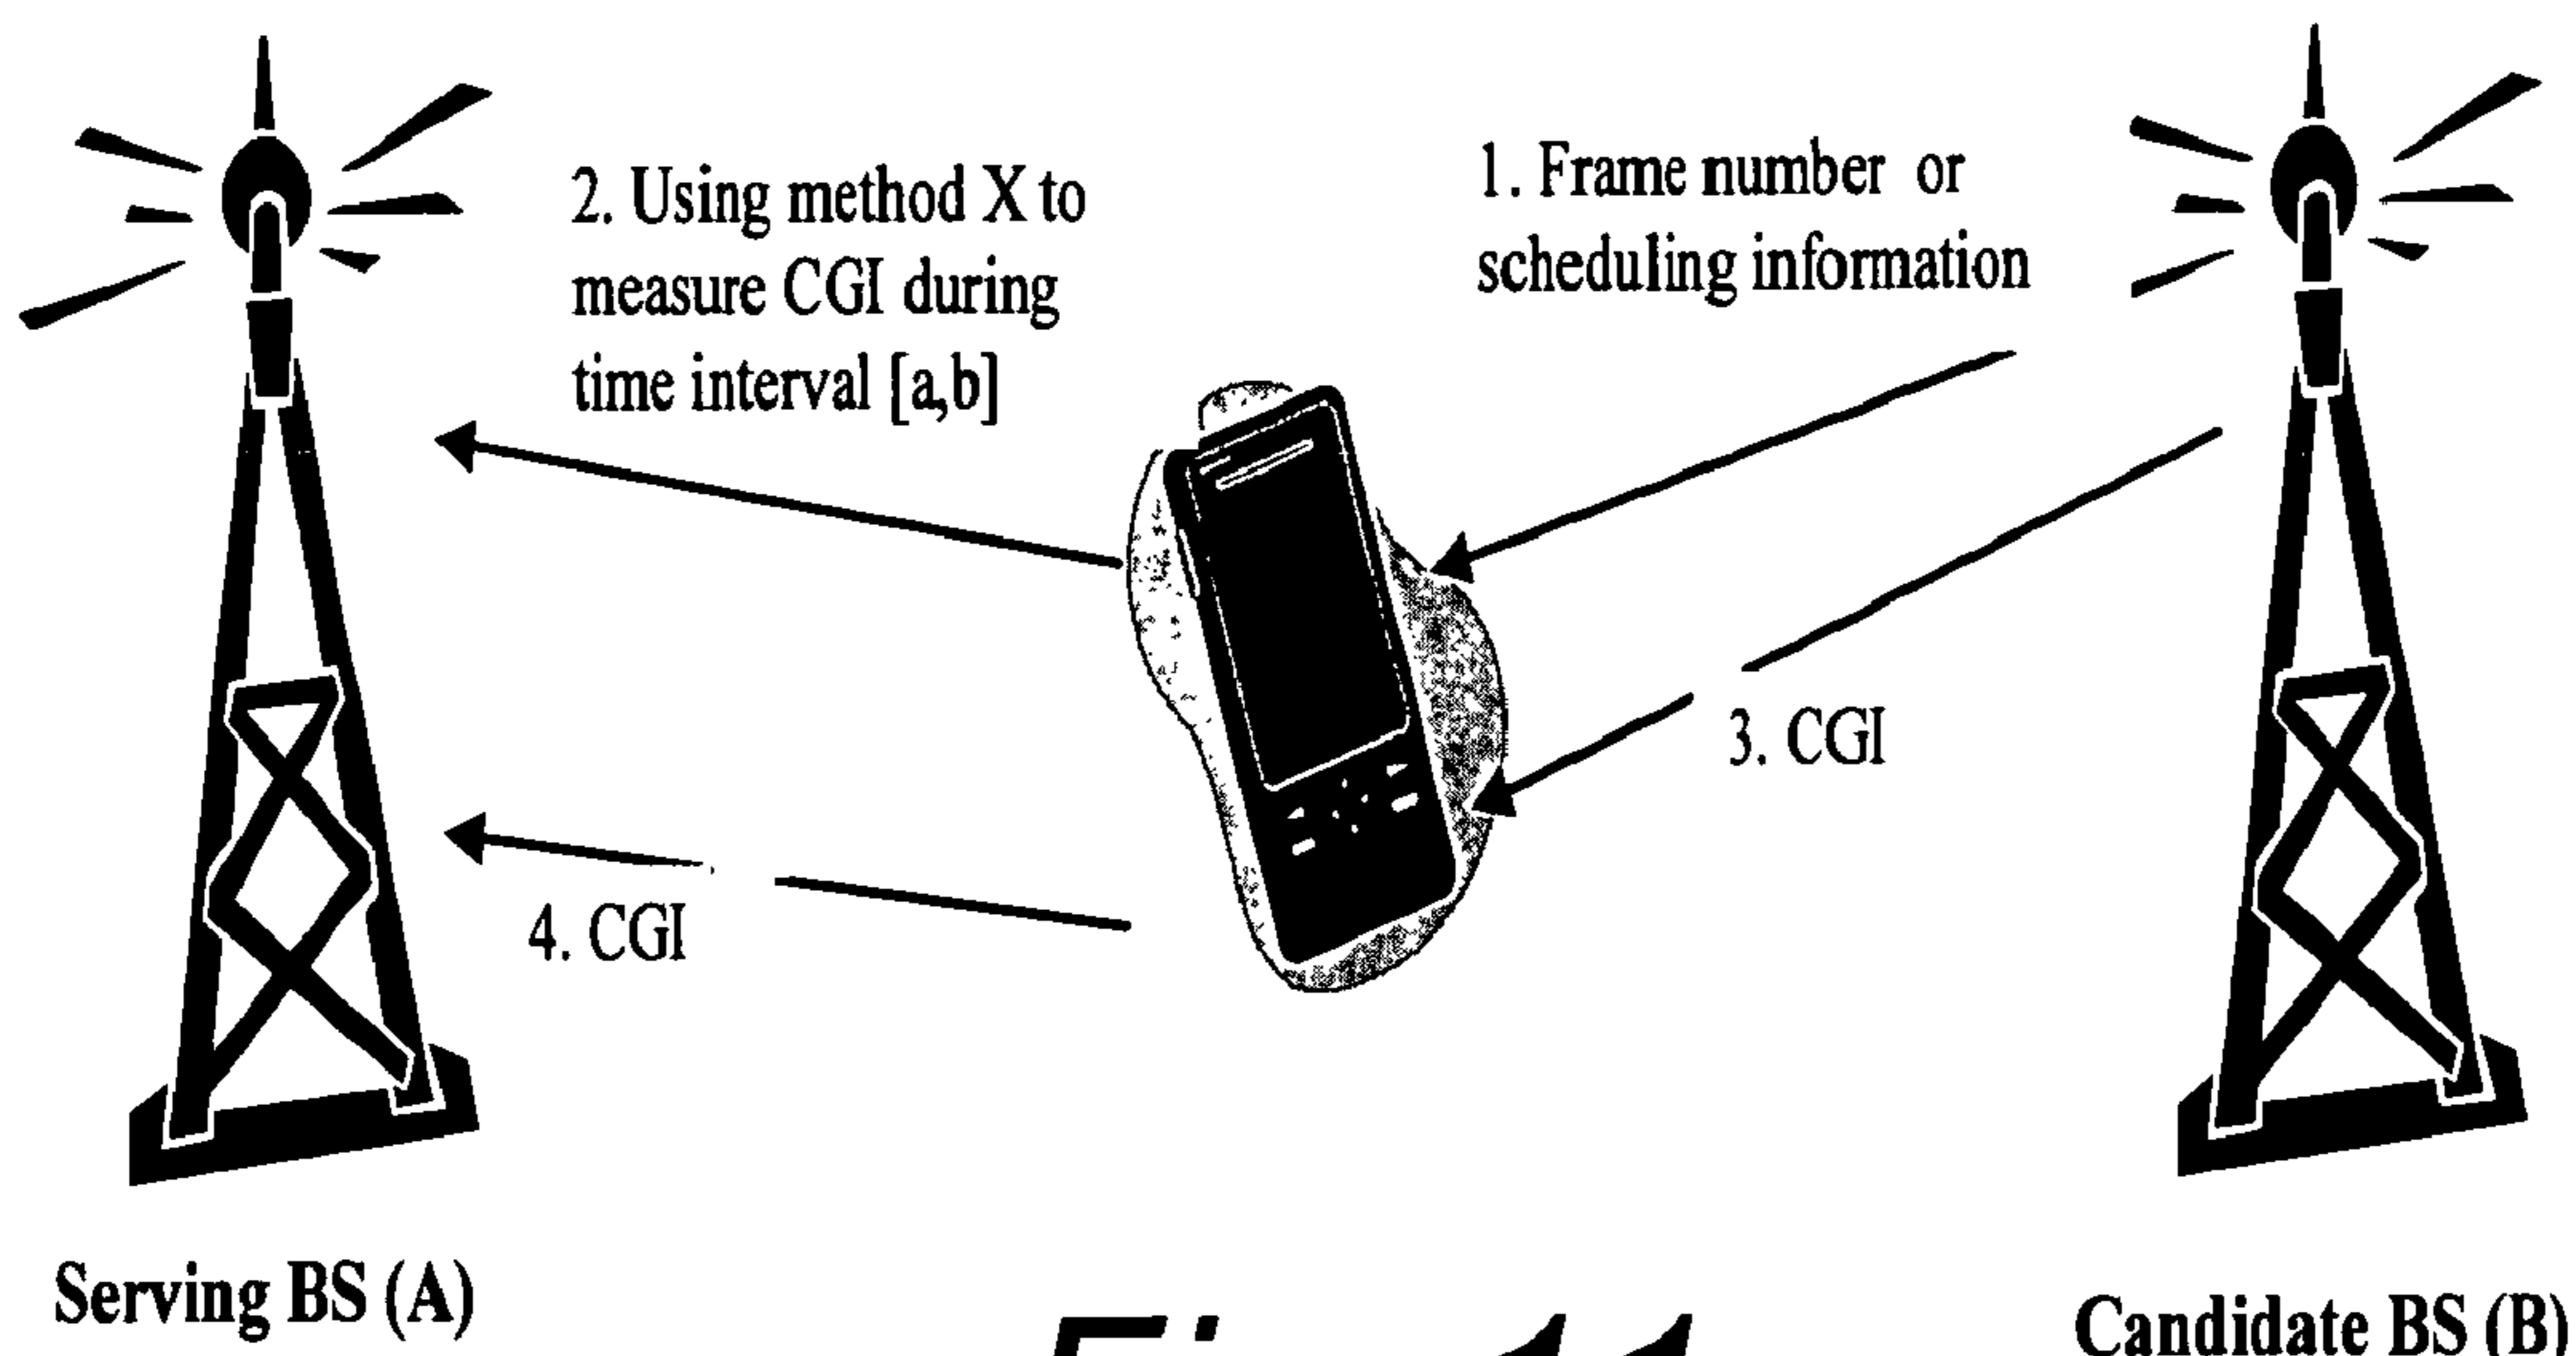 2. Using method X to
measure CGI during
time interval [a,b]
1. Frame number or
scheduling information
3. CGI
4. CGI
Serving BS (A)
Candidate BS (B)